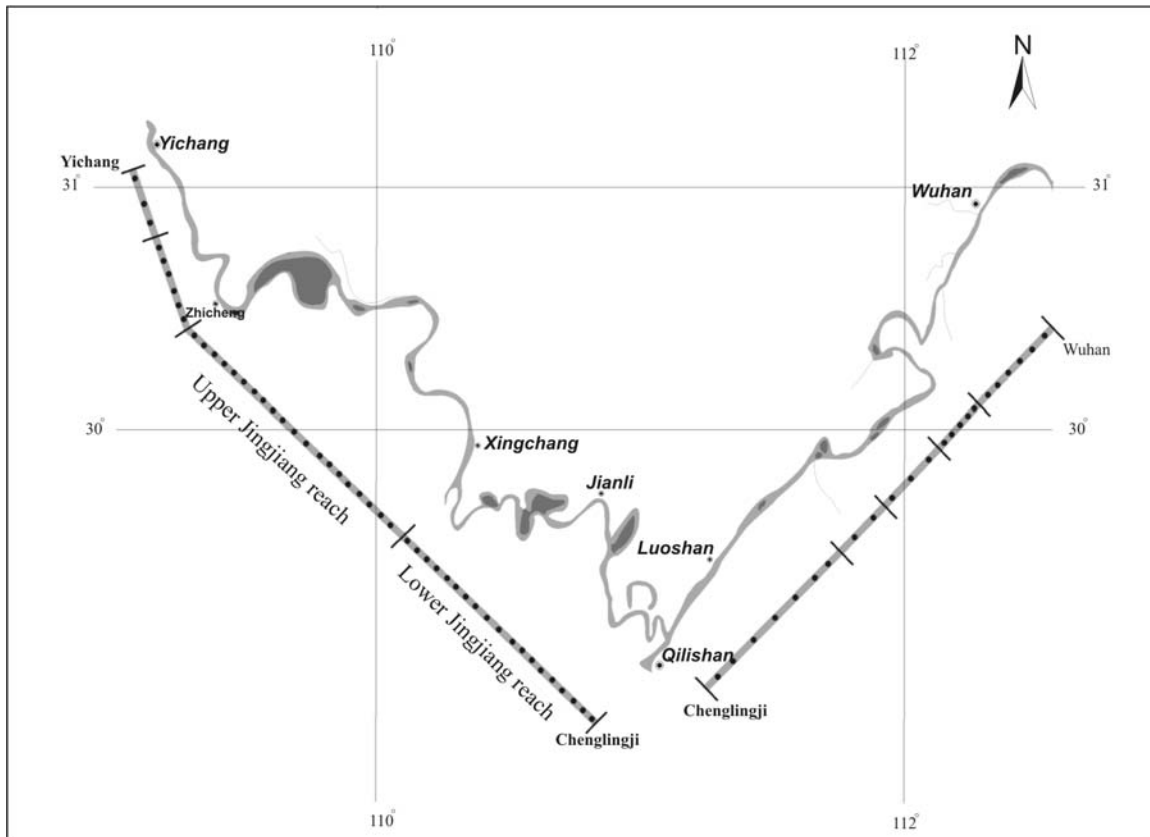 110°
112°
N
Yichang
Yichang
31°
31°
Wuhan
Zhicheng
Wuhan
Upper Jingjiang reach
30°
30°
Xingchang
Jianli
Luoshan
Lower Jingjiang reach
Qilishan
Chenglingji
Chenglingji
110°
112°